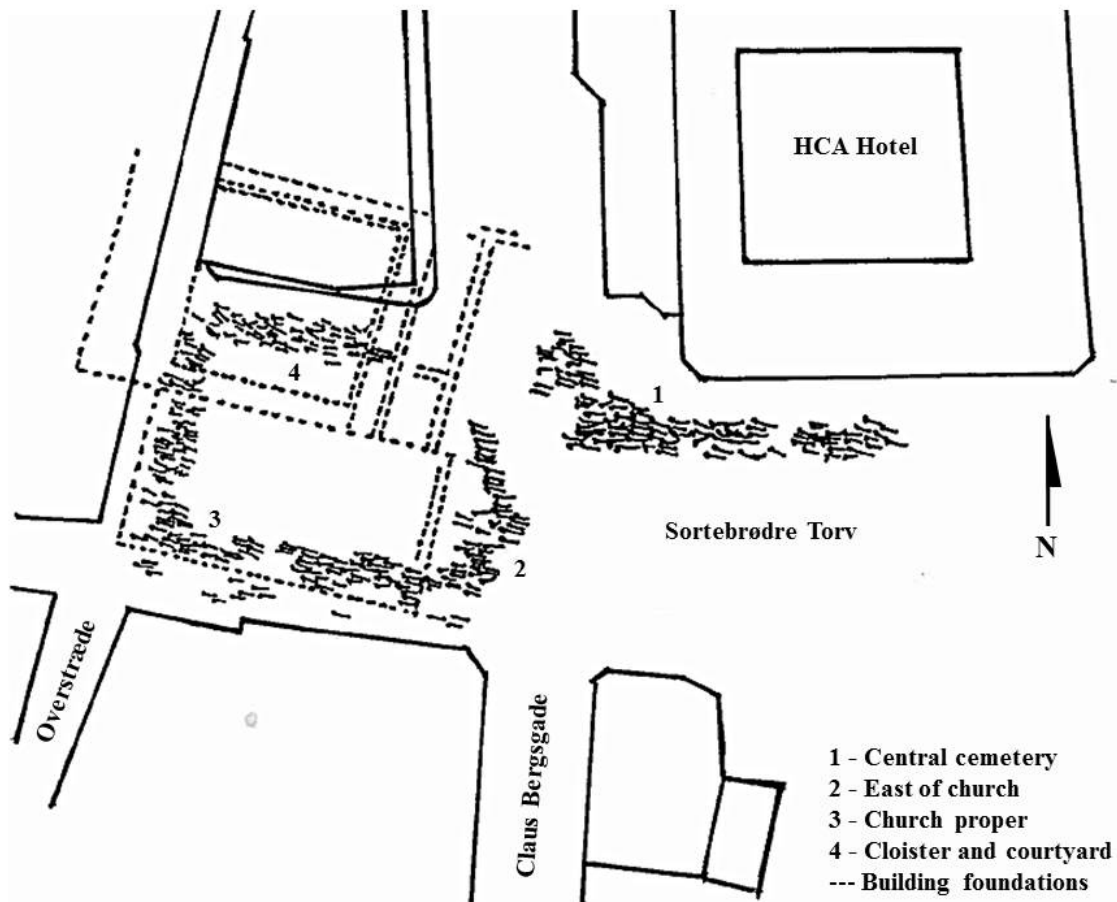 HCA Hotel
1
4
3
2
Sortebrødre Torv
N
Overstræde
Claus Bergsgade
1 - Central cemetery
2 - East of church
3 - Church proper
4 - Cloister and courtyard
--- Building foundations